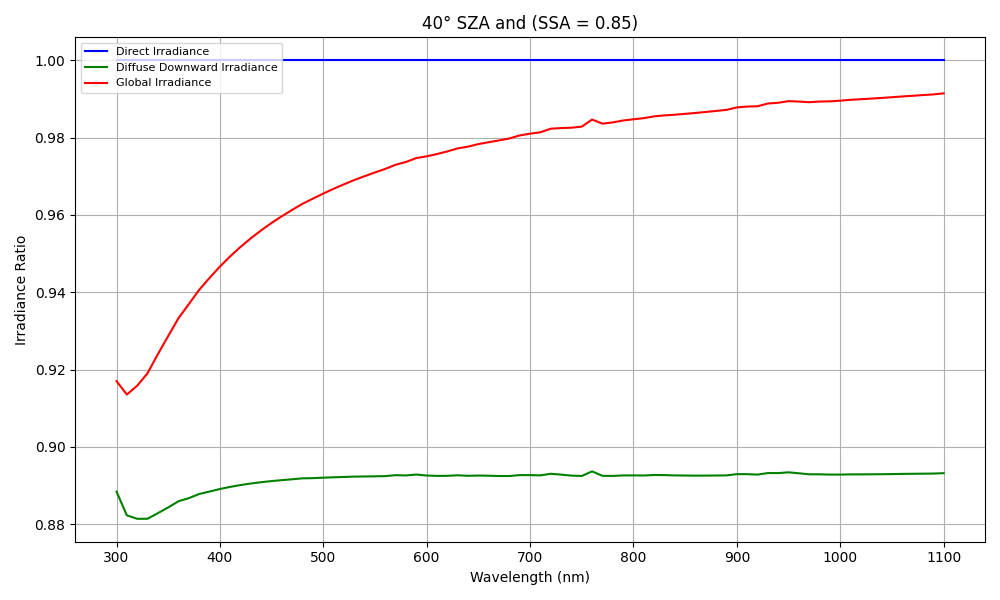 40° SZA and (SSA = 0.85)
Direct Irradiance
Diffuse Downward Irradiance
Global Irradiance
Irradiance Ratio
1.00
0.98
0.96
0.94
0.92
0.90
0.88
300 400 500 600 700 800 900 1000 1100
Wavelength (nm)